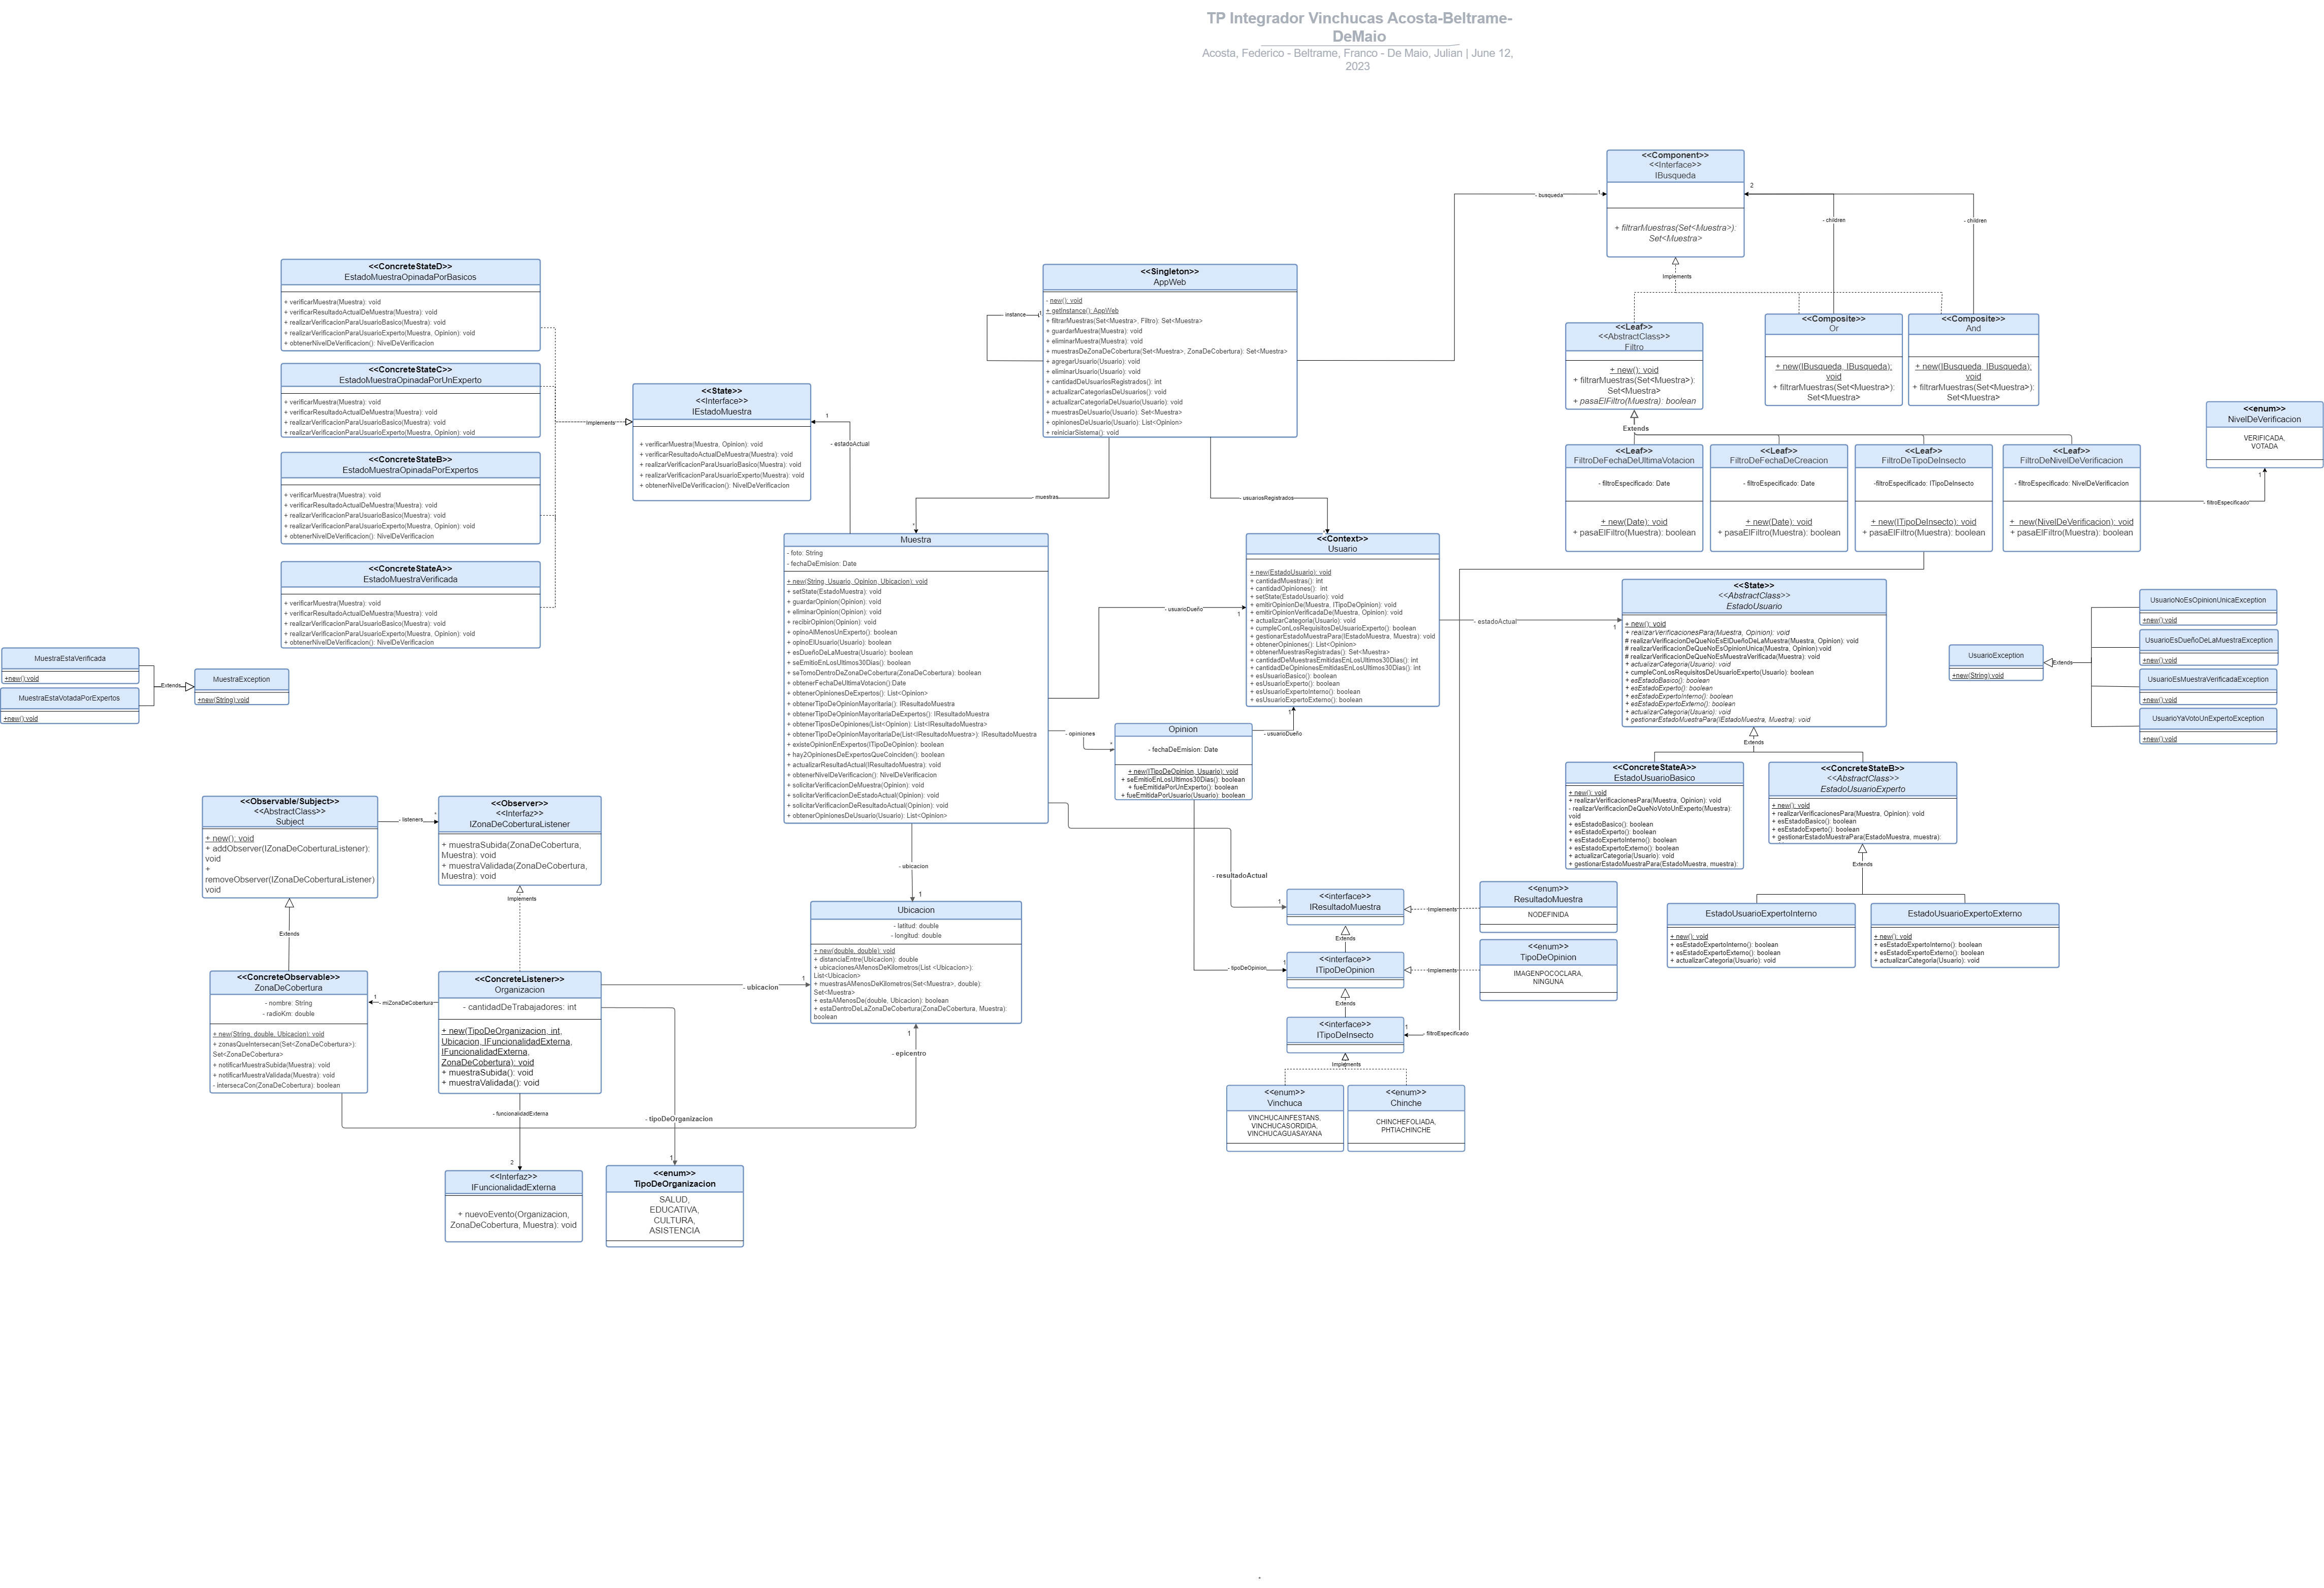 TP Integrador Vinchucas Acosta-Beltrame-
DeMaio
Acosta, Federico - Beltrame, Franco - De Maio, Julian | June 12,
2023
<<Component>>
<<Interface>>
IBusqueda
+ filtrarMuestras(Set<Muestra>):
Set<Muestra>
- busqueda
1
2
- children
- children
Implements
<<Singleton>>
AppWeb
- new(): void
+ getInstance(): AppWeb
+ filtrarMuestras(Set<Muestra>, Filtro): Set<Muestra>
+ guardarMuestra(Muestra): void
+ eliminarMuestra(Muestra): void
+ muestrasDeZonaDeCobertura(Set<Muestra>, ZonaDeCobertura): Set<Muestra>
+ agregarUsuario(Usuario): void
+ eliminarUsuario(Usuario): void
+ cantidadDeUsuariosRegistrados(): int
+ actualizarCategoriasDeUsuarios(): void
+ actualizarCategoriaDeUsuario(Usuario): void
+ muestrasDeUsuario(Usuario): Set<Muestra>
+ opinionesDeUsuario(Usuario): List<Opinion>
+ reiniciarSistema(): void
instance
1
- muestras
*
- usuariosRegistrados
*
<<Leaf>>
<<AbstractClass>>
Filtro
+ new(): void
+ filtrarMuestras(Set<Muestra>):
Set<Muestra>
+ pasaElFiltro(Muestra): boolean
<<Composite>>
Or
+ new(IBusqueda, IBusqueda):
void
+ filtrarMuestras(Set<Muestra>):
Set<Muestra>
<<Composite>>
And
+ new(IBusqueda, IBusqueda):
void
+ filtrarMuestras(Set<Muestra>):
Set<Muestra>
Extends
<<Leaf>>
FiltroDeFechaDeUltimaVotacion
- filtroEspecificado: Date
+ new(Date): void
+ pasaElFiltro(Muestra): boolean
<<Leaf>>
FiltroDeFechaDeCreacion
- filtroEspecificado: Date
+ new(Date): void
+ pasaElFiltro(Muestra): boolean
<<Leaf>>
FiltroDeTipoDeInsecto
-filtroEspecificado: ITipoDeInsecto
+ new(ITipoDeInsecto): void
+ pasaElFiltro(Muestra): boolean
<<Leaf>>
FiltroDeNivelDeVerificacion
- filtroEspecificado: NivelDeVerificacion
+ new(NivelDeVerificacion): void
+ pasaElFiltro(Muestra): boolean
<<enum>>
NivelDeVerificacion
VERIFICADA,
VOTADA
1
- filtroEspecificado
<<ConcreteStateD>>
EstadoMuestraOpinadaPorBasicos
+ verificarMuestra(Muestra): void
+ verificarResultadoActualDeMuestra(Muestra): void
+ realizarVerificacionParaUsuarioBasico(Muestra): void
+ realizarVerificacionParaUsuarioExperto(Muestra, Opinion): void
+ obtenerNivelDeVerificacion(): NivelDeVerificacion
<<ConcreteStateC>>
EstadoMuestraOpinadaPorUnExperto
+ verificarMuestra(Muestra): void
+ verificarResultadoActualDeMuestra(Muestra): void
+ realizarVerificacionParaUsuarioBasico(Muestra): void
+ realizarVerificacionParaUsuarioExperto(Muestra, Opinion): void
<<ConcreteStateB>>
EstadoMuestraOpinadaPorExpertos
+ verificarMuestra(Muestra): void
+ verificarResultadoActualDeMuestra(Muestra): void
+ realizarVerificacionParaUsuarioBasico(Muestra): void
+ realizarVerificacionParaUsuarioExperto(Muestra, Opinion): void
+ obtenerNivelDeVerificacion(): NivelDeVerificacion
<<ConcreteStateA>>
EstadoMuestraVerificada
+ verificarMuestra(Muestra): void
+ verificarResultadoActualDeMuestra(Muestra): void
+ realizarVerificacionParaUsuarioBasico(Muestra): void
+ realizarVerificacionParaUsuarioExperto(Muestra, Opinion): void
+ obtenerNivelDeVerificacion(): NivelDeVerificacion
Implements
<<State>>
<<Interface>>
IEstadoMuestra
+ verificarMuestra(Muestra, Opinion): void
+ verificarResultadoActualDeMuestra(Muestra): void
+ realizarVerificacionParaUsuarioBasico(Muestra): void
+ realizarVerificacionParaUsuarioExperto(Muestra): void
+ obtenerNivelDeVerificacion(): NivelDeVerificacion
1
- estadoActual
Muestra
- foto: String
- fechaDeEmision: Date
+ new(String, Usuario, Opinion, Ubicacion): void
+ setState(EstadoMuestra): void
+ guardarOpinion(Opinion): void
+ eliminarOpinion(Opinion): void
+ recibirOpinion(Opinion): void
+ opinoAlMenosUnExperto(): boolean
+ opinoElUsuario(Usuario): boolean
+ esDueñoDeLaMuestra(Usuario): boolean
+ seEmitioEnLosUltimos30Dias(): boolean
+ seTomoDentroDeZonaDeCobertura(ZonaDeCobertura): boolean
+ obtenerFechaDeUltimaVotacion():Date
+ obtenerOpinionesDeExpertos(): List<Opinion>
+ obtenerTipoDeOpinionMayoritaria(): IResultadoMuestra
+ obtenerTipoDeOpinionMayoritariaDeExpertos(): IResultadoMuestra
+ obtenerTiposDeOpiniones(List<Opinion): List<IResultadoMuestra>
+ obtenerTipoDeOpinionMayoritariaDe(List<IResultadoMuestra>): IResultadoMuestra
+ existeOpinionEnExpertos(ITipoDeOpinion): boolean
+ hay2OpinionesDeExpertosQueCoinciden(): boolean
+ actualizarResultadActual(IResultadoMuestra): void
+ obtenerNivelDeVerificacion(): NivelDeVerificacion
+ solicitarVerificacionDeMuestra(Opinion): void
+ solicitarVerificacionDeEstadoActual(Opinion): void
+ solicitarVerificacionDeResultadoActual(Opinion): void
+ obtenerOpinionesDeUsuario(Usuario): List<Opinion>
- usuarioDueño
1
- opiniones
*
<<Context>>
Usuario
+ new(EstadoUsuario): void
+ cantidadMuestras(): int
+ cantidadOpiniones(): int
+ setState(EstadoUsuario): void
+ emitirOpinionDe(Muestra, ITipoDeOpinion): void
+ emitirOpinionVerificadaDe(Muestra, Opinion): void
+ actualizarCategoria(Usuario): void
+ cumpleConLosRequisitosDeUsuarioExperto(): boolean
+ gestionarEstadoMuestraPara(IEstadoMuestra, Muestra): void
+ obtenerOpiniones(): List<Opinion>
+ obtenerMuestrasRegistradas(): Set<Muestra>
+ cantidadDeMuestrasEmitidasEnLosUltimos30Dias(): int
+ cantidadDeOpinionesEmitidasEnLosUltimos30Dias(): int
+ esUsuarioBasico(): boolean
+ esUsuarioExperto(): boolean
+ esUsuarioExpertoInterno(): boolean
+ esUsuarioExpertoExterno(): boolean
- estadoActual
1
<<State>>
<<AbstractClass>>
EstadoUsuario
+ new(): void
+ realizarVerificacionesPara(Muestra, Opinion): void
# realizarVerificacionDeQueNoEsElDueñoDeLaMuestra(Muestra, Opinion): void
# realizarVerificacionDeQueNoEsOpinionUnica(Muestra, Opinion):void
# realizarVerificacionDeQueNoEsMuestraVerificada(Muestra): void
+ actualizarCategoria(Usuario): void
+ cumpleConLosRequisitosDeUsuarioExperto(Usuario): boolean
+ esEstadoBasico(): boolean
+ esEstadoExperto(): boolean
+ esEstadoExpertoInterno(): boolean
+ esEstadoExpertoExterno(): boolean
+ actualizarCategoria(Usuario): void
+ gestionarEstadoMuestraPara(IEstadoMuestra, Muestra): void
Extends
UsuarioException
+new(String):void
Extends
UsuarioNoEsOpinionUnicaException
+new():void
UsuarioEsDueñoDeLaMuestraException
+new():void
UsuarioEsMuestraVerificadaException
+new():void
UsuarioYaVotoUnExpertoException
+new():void
MuestraEstaVerificada
+new():void
MuestraEstaVotadaPorExpertos
+new():void
Extends
MuestraException
+new(String):void
Opinion
- fechaDeEmision: Date
+ new(ITipoDeOpinion, Usuario): void
+ seEmitioEnLosUltimos30Dias(): boolean
+ fueEmitidaPorUnExperto(): boolean
+ fueEmitidaPorUsuario(Usuario): boolean
1
- usuarioDueño
<<ConcreteStateA>>
EstadoUsuarioBasico
+ new(): void
+ realizarVerificacionesPara(Muestra, Opinion): void
- realizarVerificacionDeQueNoVotoUnExperto(Muestra):
void
+ esEstadoBasico(): boolean
+ esEstadoExperto(): boolean
+ esEstadoExpertoInterno(): boolean
+ esEstadoExpertoExterno(): boolean
+ actualizarCategoria(Usuario): void
+ gestionarEstadoMuestraPara(EstadoMuestra, muestra):
<<ConcreteStateB>>
<<AbstractClass>>
EstadoUsuarioExperto
+ new(): void
+ realizarVerificacionesPara(Muestra, Opinion): void
+ esEstadoBasico(): boolean
+ esEstadoExperto(): boolean
+ gestionarEstadoMuestraPara(EstadoMuestra, muestra):
Extends
EstadoUsuarioExpertoInterno
+ new(): void
+ esEstadoExpertoInterno(): boolean
+ esEstadoExpertoExterno(): boolean
+ actualizarCategoria(Usuario): void
EstadoUsuarioExpertoExterno
+ new(): void
+ esEstadoExpertoInterno(): boolean
+ esEstadoExpertoExterno(): boolean
+ actualizarCategoria(Usuario): void
<<Observable/Subject>>
<<AbstractClass>>
Subject
+ new(): void
+ addObserver(IZonaDeCoberturaListener):
void
+
removeObserver(IZonaDeCoberturaListener)
void
- listeners
*
<<Observer>>
<<Interfaz>>
IZonaDeCoberturaListener
+ muestraSubida(ZonaDeCobertura,
Muestra): void
+ muestraValidada(ZonaDeCobertura,
Muestra): void
Implements
Extends
<<ConcreteObservable>>
ZonaDeCobertura
- nombre: String
- radioKm: double
+ new(String, double, Ubicacion): void
+ zonasQueIntersecan(Set<ZonaDeCobertura>):
Set<ZonaDeCobertura>
+ notificarMuestraSubida(Muestra): void
+ notificarMuestraValidada(Muestra): void
- intersecaCon(ZonaDeCobertura): boolean
1
- miZonaDeCobertura
<<ConcreteListener>>
Organizacion
- cantidadDeTrabajadores: int
+ new(TipoDeOrganizacion, int,
Ubicacion, IFuncionalidadExterna,
IFuncionalidadExterna,
ZonaDeCobertura): void
+ muestraSubida(): void
+ muestraValidada(): void
- ubicacion
1
- ubicacion
1
Ubicacion
- latitud: double
- longitud: double
+ new(double, double): void
+ distanciaEntre(Ubicacion): double
+ ubicacionesAMenosDeKilometros(List <Ubicacion>):
List<Ubicacion>
+ muestrasAMenosDeKilometros(Set<Muestra>, double):
Set<Muestra>
+ estaAMenosDe(double, Ubicacion): boolean
+ estaDentroDeLaZonaDeCobertura(ZonaDeCobertura, Muestra):
boolean
1
- epicentro
- funcionalidadExterna
2
- tipoDeOrganizacion
1
<<Interfaz>>
IFuncionalidadExterna
+ nuevoEvento(Organizacion,
ZonaDeCobertura, Muestra): void
<<enum>>
TipoDeOrganizacion
SALUD,
EDUCATIVA,
CULTURA,
ASISTENCIA
- resultadoActual
1
<<interface>>
IResultadoMuestra
Implements
<<enum>>
ResultadoMuestra
NODEFINIDA
Extends
- tipoDeOpinion
1
<<interface>>
ITipoDeOpinion
Implements
<<enum>>
TipoDeOpinion
IMAGENPOCOCLARA,
NINGUNA
Extends
<<interface>>
ITipoDeInsecto
1
- filtroEspecificado
Implements
<<enum>>
Vinchuca
VINCHUCAINFESTANS,
VINCHUCASORDIDA,
VINCHUCAGUASAYANA
<<enum>>
Chinche
CHINCHEFOLIADA,
PHTIACHINCHE